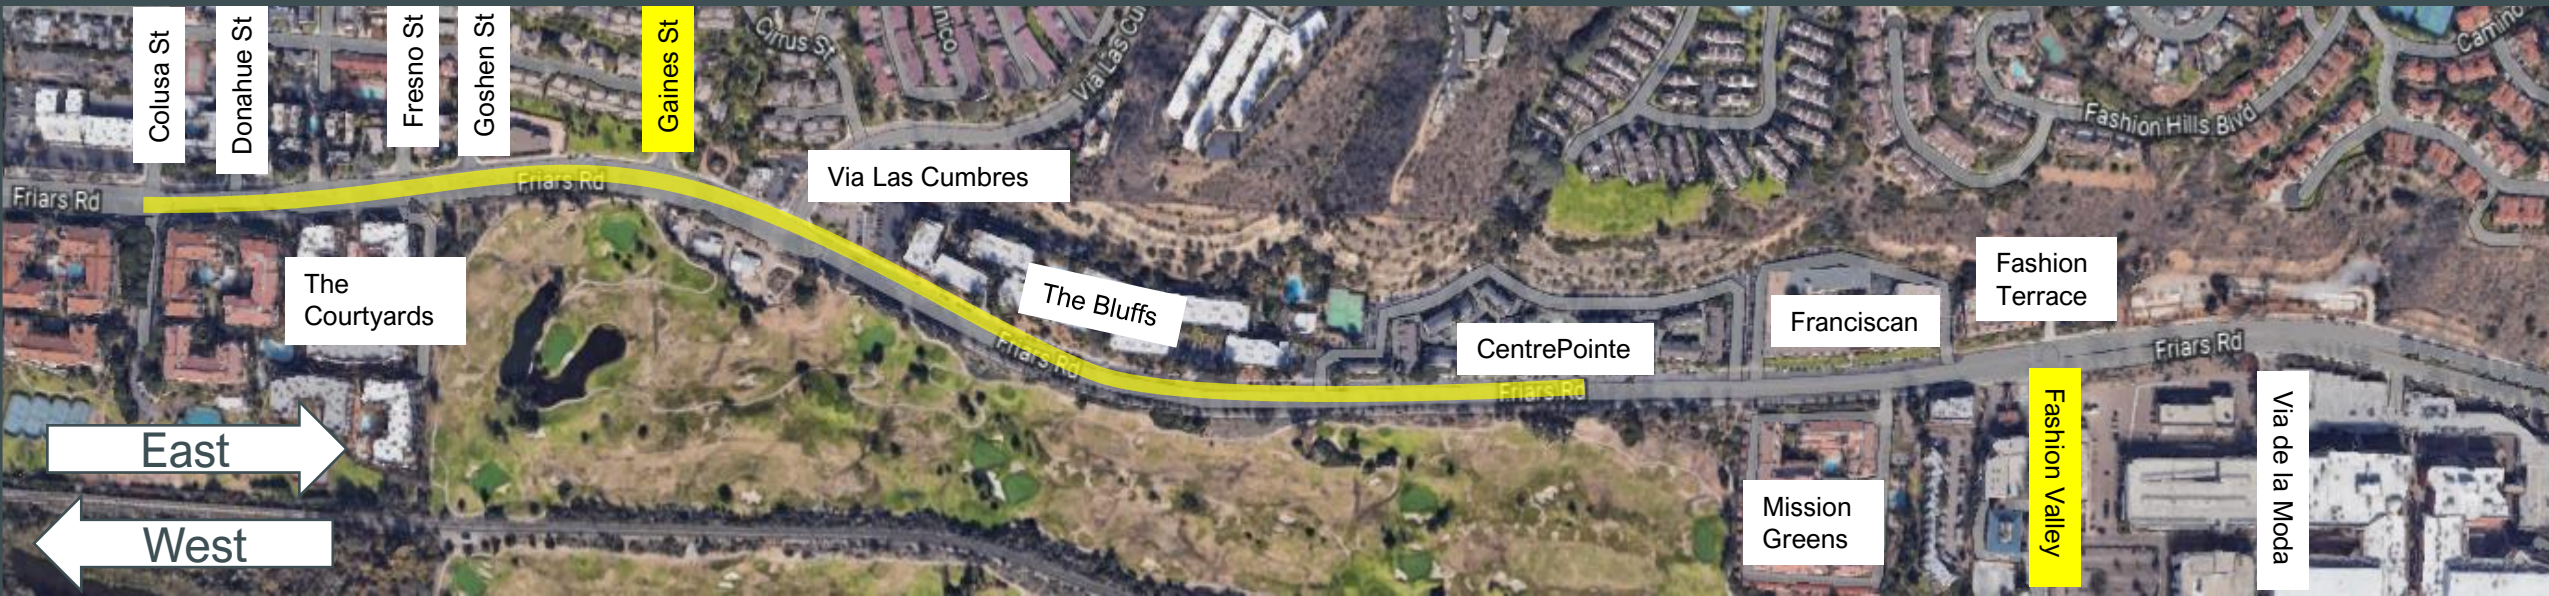 Colusa St
Donahue St
Fresno St
Goshen St
Gaines St
Cirrus St
Via Las Cu
Camino
Fashion Hills Blvd
Via Las Cumbres
Friars Rd
Friars Rd
The
Courtyards
The Bluffs
Friars Rd
CentrePointe
Friars Rd
Franciscan
Fashion
Terrace
Friars Rd
East
West
Mission
Greens
Fashion Valley
Via de la Moda